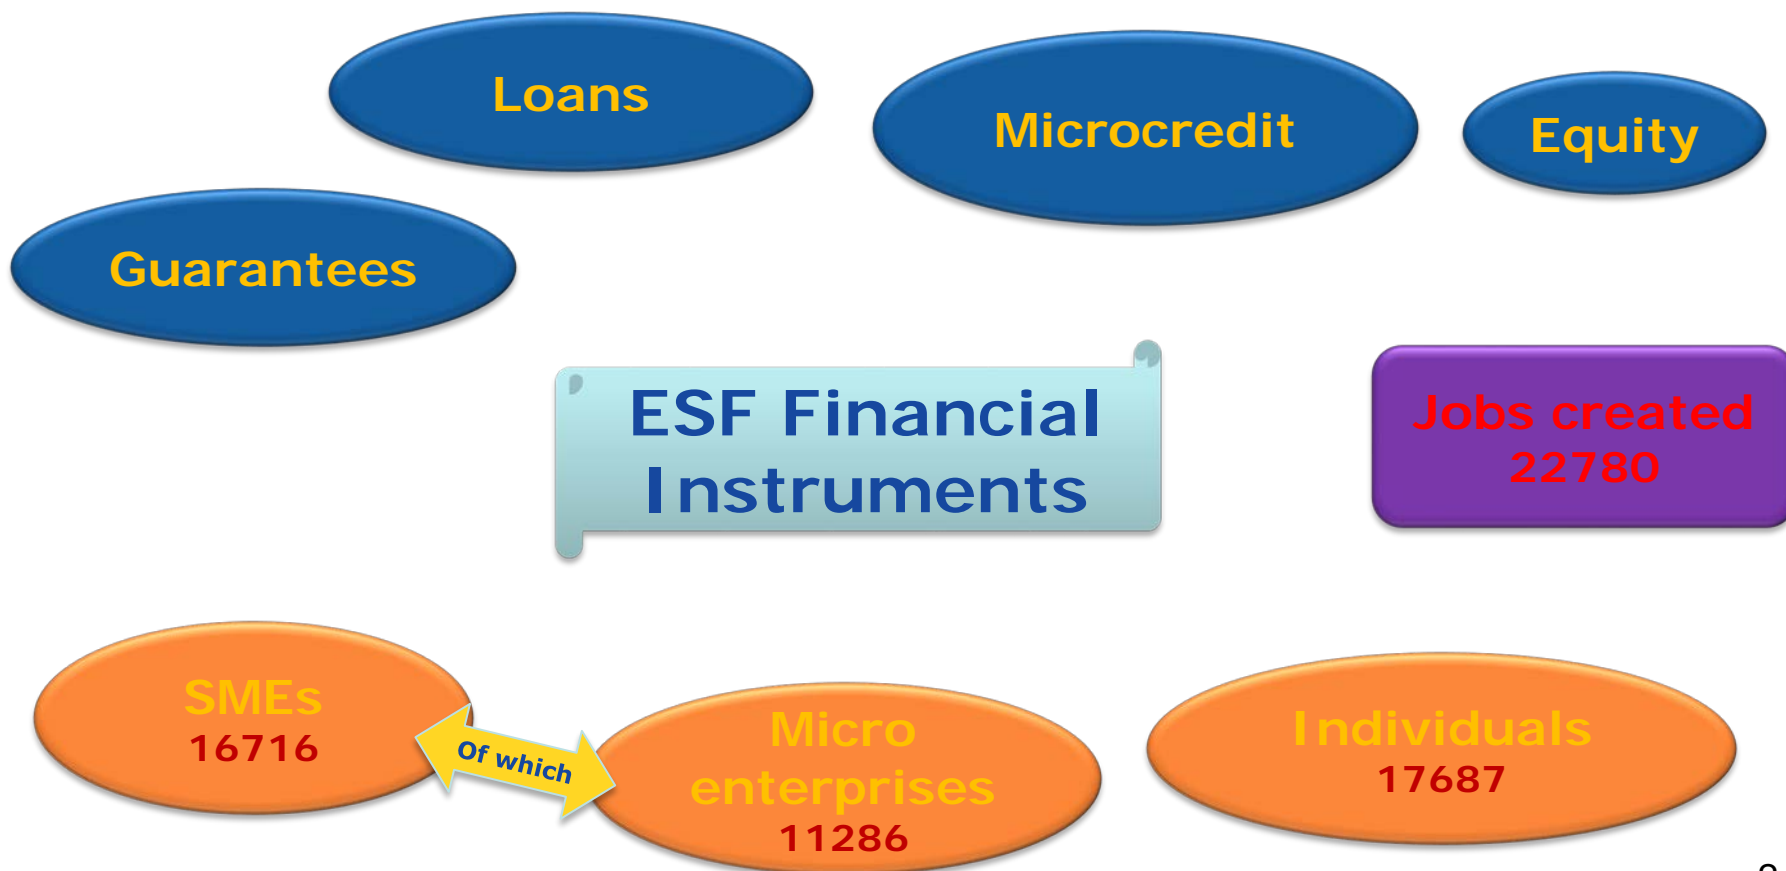 Loans
Microcredit
Equity
Guarantees
ESF Financial
Instruments
Jobs created
22780
SMEs
16716
Of which
Micro
enterprises
11286
Individuals
17687